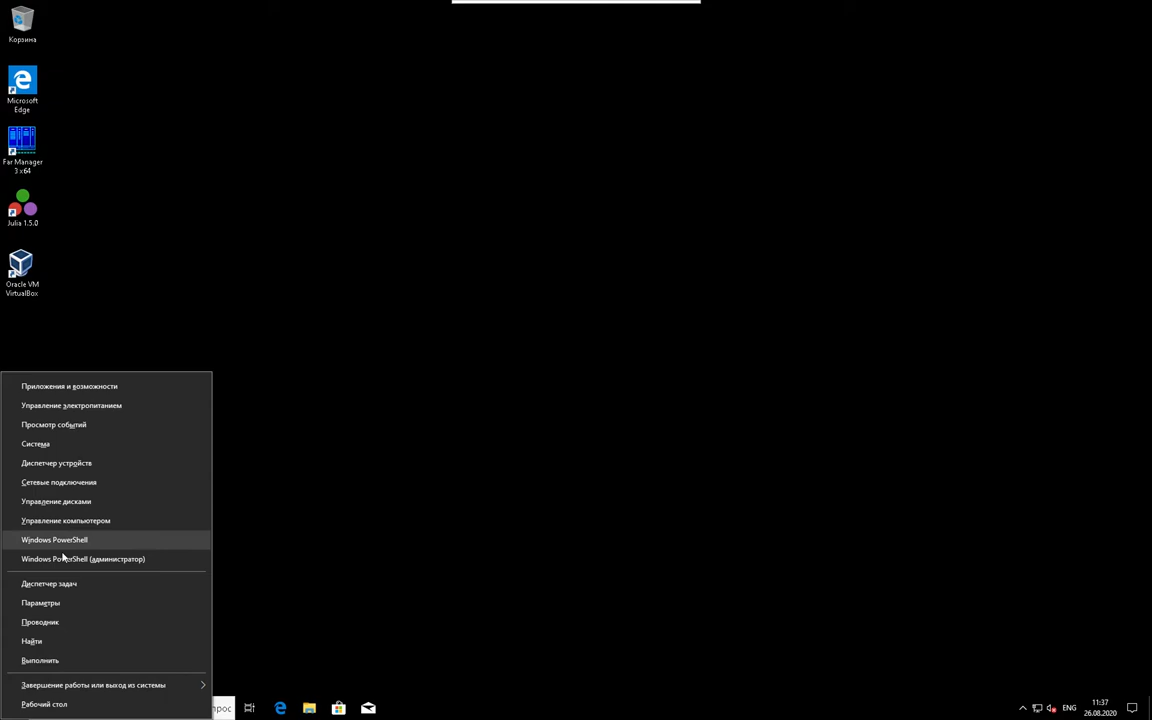 Корзина
Microsoft
Edge
Far Manager
3 x64
Julia 1.5.0
Oracle VM
VirtualBox
Приложения и возможности
Управление электропитанием
Просмотр событий
Система
Диспетчер устройств
Сетевые подключения
Управление дисками
Управление компьютером
Windows PowerShell
Windows PowerShell (администратор)
Диспетчер задач
Параметры
Проводник
Найти
Выполнить
Завершение работы или выход из системы
Рабочий стол
прос
ENG
11:37
26.08.2020